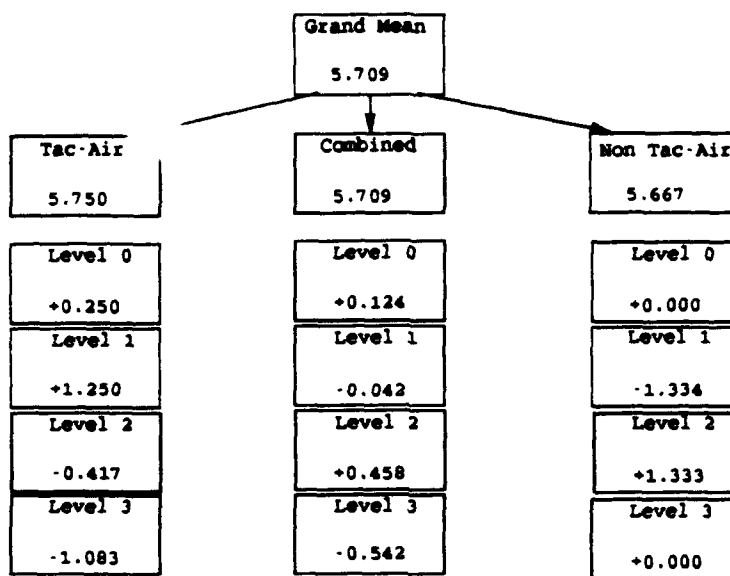 Grand Mean
5.709
Tac-Air
5.750
Combined
5.709
Non Tac-Air
5.667
Level 0
+0.250
Level 1
+1.250
Level 2
-0.417
Level 3
-1.083
Level 0
+0.124
Level 1
-0.042
Level 2
+0.458
Level 3
-0.542
Level 0
+0.000
Level 1
-1.334
Level 2
+1.333
Level 3
+0.000